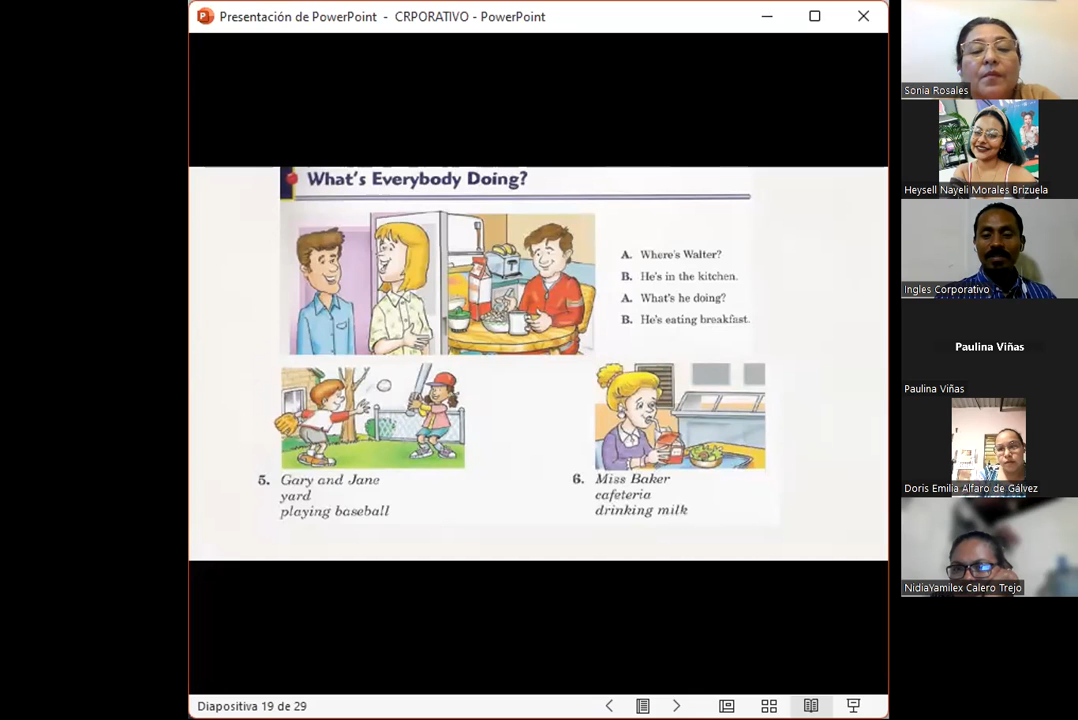 Presentación de PowerPoint - CRPORATIVO - PowerPoint
What's Everybody Doing?
A. Where's Walter?
B. He's in the kitchen.
A. What's he doing?
B. He's eating breakfast.
5. Gary and Jane
yard
playing baseball
6. Miss Baker
cafeteria
drinking milk
Diapositiva 19 de 29
Sonia Rosales
Heysell Nayeli Morales Brizuela
Ingles Corporativo
Paulina Viñas
Paulina Viñas
Doris Emilia Alfaro de Gálvez
NidiaYamilex Calero Trejo